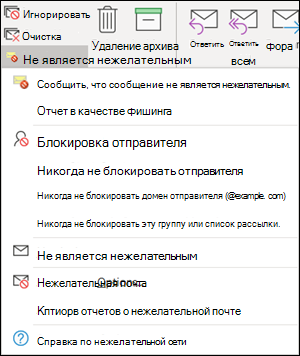 Игнорировать
Очистка
Удаление архива
Ответить
Ответить
всем
фора
Не является нежелательным
Сообщить, что сообщение не является нежелательным.
Отчет в качестве фишинга
Блокировка отправителя
Никогда не блокировать отправителя
Никогда не блокировать домен отправителя (@example. com)
Никогда не блокировать эту группу или список рассылки.
Не является нежелательным
Нежелательная почта
Кптиорв отчетов о нежелательной почте
Справка по нежелательной сети